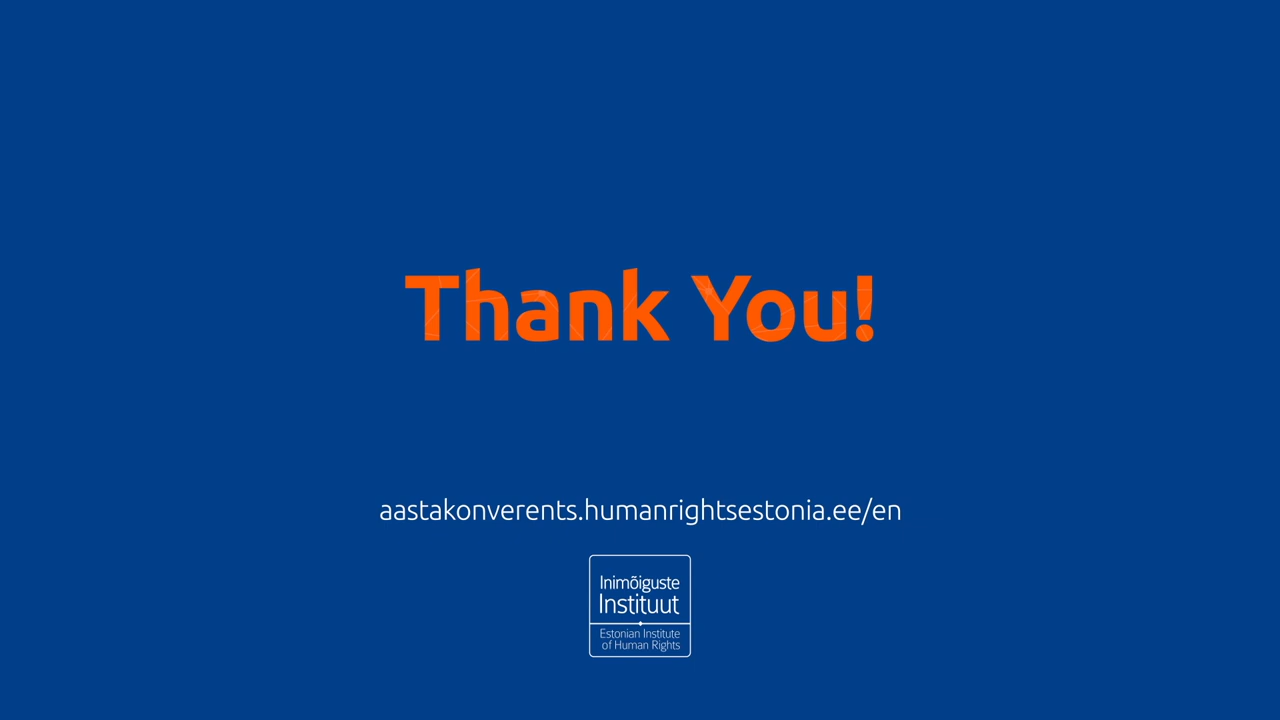 Thank You!
aastakonverents.humanrightsestonia.ee/en
Inimõiguste
Instituut
Estonian Institute
of Human Rights